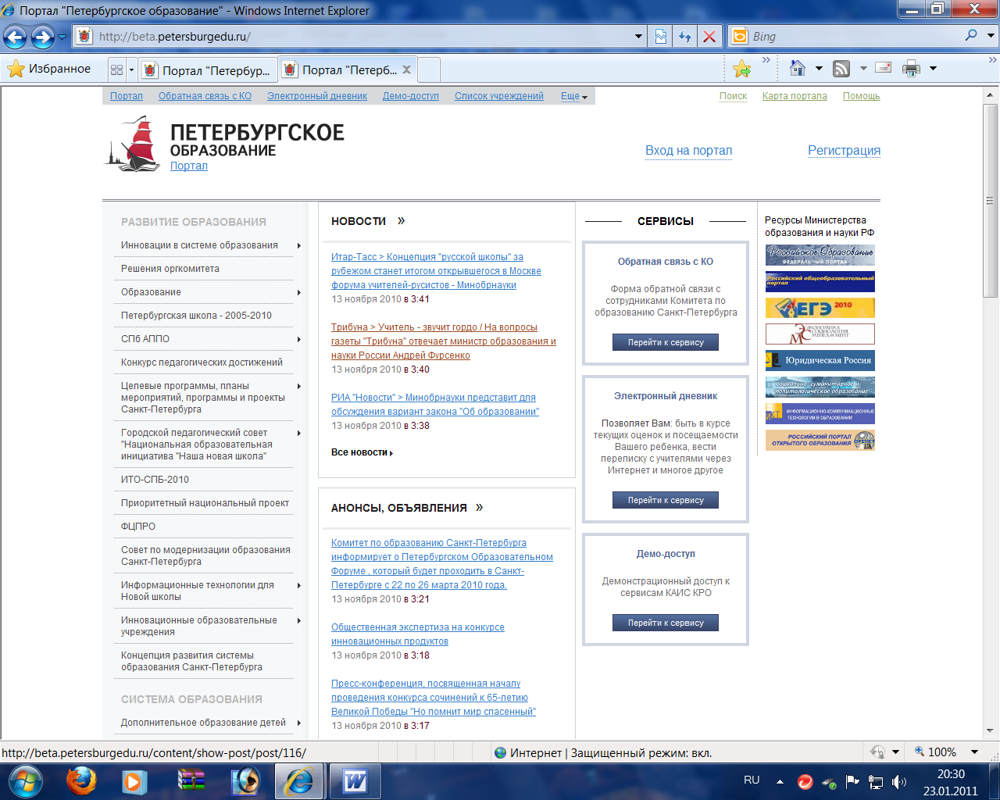 Портал "Петербургское образование" - Windows Internet Explorer
http://beta.petersburgedu.ru/
Bing
Избранное
Портал "Петербур...
Портал "Петерб...
Портал Обратная связь с КО Электронный дневник Демо-доступ Список учреждений Еще
Поиск Карта портала Помощь
ПЕТЕРБУРГСКОЕ
ОБРАЗОВАНИЕ
Портал
Вход на портал Регистрация
РАЗВИТИЕ ОБРАЗОВАНИЯ
Инновации в системе образования
Решения оргкомитета
Образование
Петербургская школа - 2005-2010
СПб АППО
Конкурс педагогических достижений
Целевые программы, планы
мероприятий, программы и проекты
Санкт-Петербурга
Городской педагогический совет
"Национальная образовательная
инициатива "Наша новая школа"
ИТО-СПБ-2010
Приоритетный национальный проект
ФЦПРО
Совет по модернизации образования
Санкт-Петербурга
Информационные технологии для
Новой школы
Инновационные образовательные
учреждения
Концепция развития системы
образования Санкт-Петербурга
СИСТЕМА ОБРАЗОВАНИЯ
Дополнительное образование детей
НОВОСТИ »
Итар-Тасс > Концепция "русской школы" за
рубежом станет итогом открывшегося в Москве
форума учителей-русистов - Минобрнауки
13 ноября 2010 в 3:41
Трибуна > Учитель - звучит гордо / На вопросы
газеты "Трибуна" отвечает министр образования и
науки России Андрей Фурсенко
13 ноября 2010 в 3:40
РИА "Новости" > Минобрнауки представит для
обсуждения вариант закона "Об образовании"
13 ноября 2010 в 3:38
Все новости
АНОНСЫ, ОБЪЯВЛЕНИЯ »
Комитет по образованию Санкт-Петербурга
информирует о Петербургском Образовательном
Форуме , который будет проходить в Санкт-
Петербурге с 22 по 26 марта 2010 года.
13 ноября 2010 в 3:21
Общественная экспертиза на конкурсе
инновационных продуктов
13 ноября 2010 в 3:18
Пресс-конференция, посвященная началу
проведения конкурса сочинений к 65-летию
Великой Победы "Но помнит мир спасенный"
13 ноября 2010 в 3:17
СЕРВИСЫ
Обратная связь с КО
Форма обратной связи с
сотрудниками Комитета по
образованию Санкт-Петербурга
Перейти к сервису
Электронный дневник
Позволяет Вам: быть в курсе
текущих оценок и посещаемости
Вашего ребенка, вести
переписку с учителями через
Интернет и многое другое
Перейти к сервису
Демо-доступ
Демонстрационный доступ к
сервисам КАИС КРО
Перейти к сервису
Ресурсы Министерства
образования и науки РФ
Российское Образование
ФЕДЕРАЛЬНЫЙ ПОРТАЛ
Российский общеобразовательный
портал
ЕГЭ 2010
ЭКОНОМИКА
СОЦИОЛОГИЯ
МЕНЕДЖМЕНТ
Юридическая Россия
Социально-гуманитарное и
политологическое образование
ИКТ ИНФОРМАЦИОННО-КОММУНИКАЦИОННЫЕ
ТЕХНОЛОГИИ В ОБРАЗОВАНИИ
РОССИЙСКИЙ ПОРТАЛ
ОТКРЫТОГО ОБРАЗОВАНИЯ
OPENET
http://beta.petersburgedu.ru/content/show-post/post/116/
Интернет | Защищенный режим: вкл.
100%
RU
20:30
23.01.2011